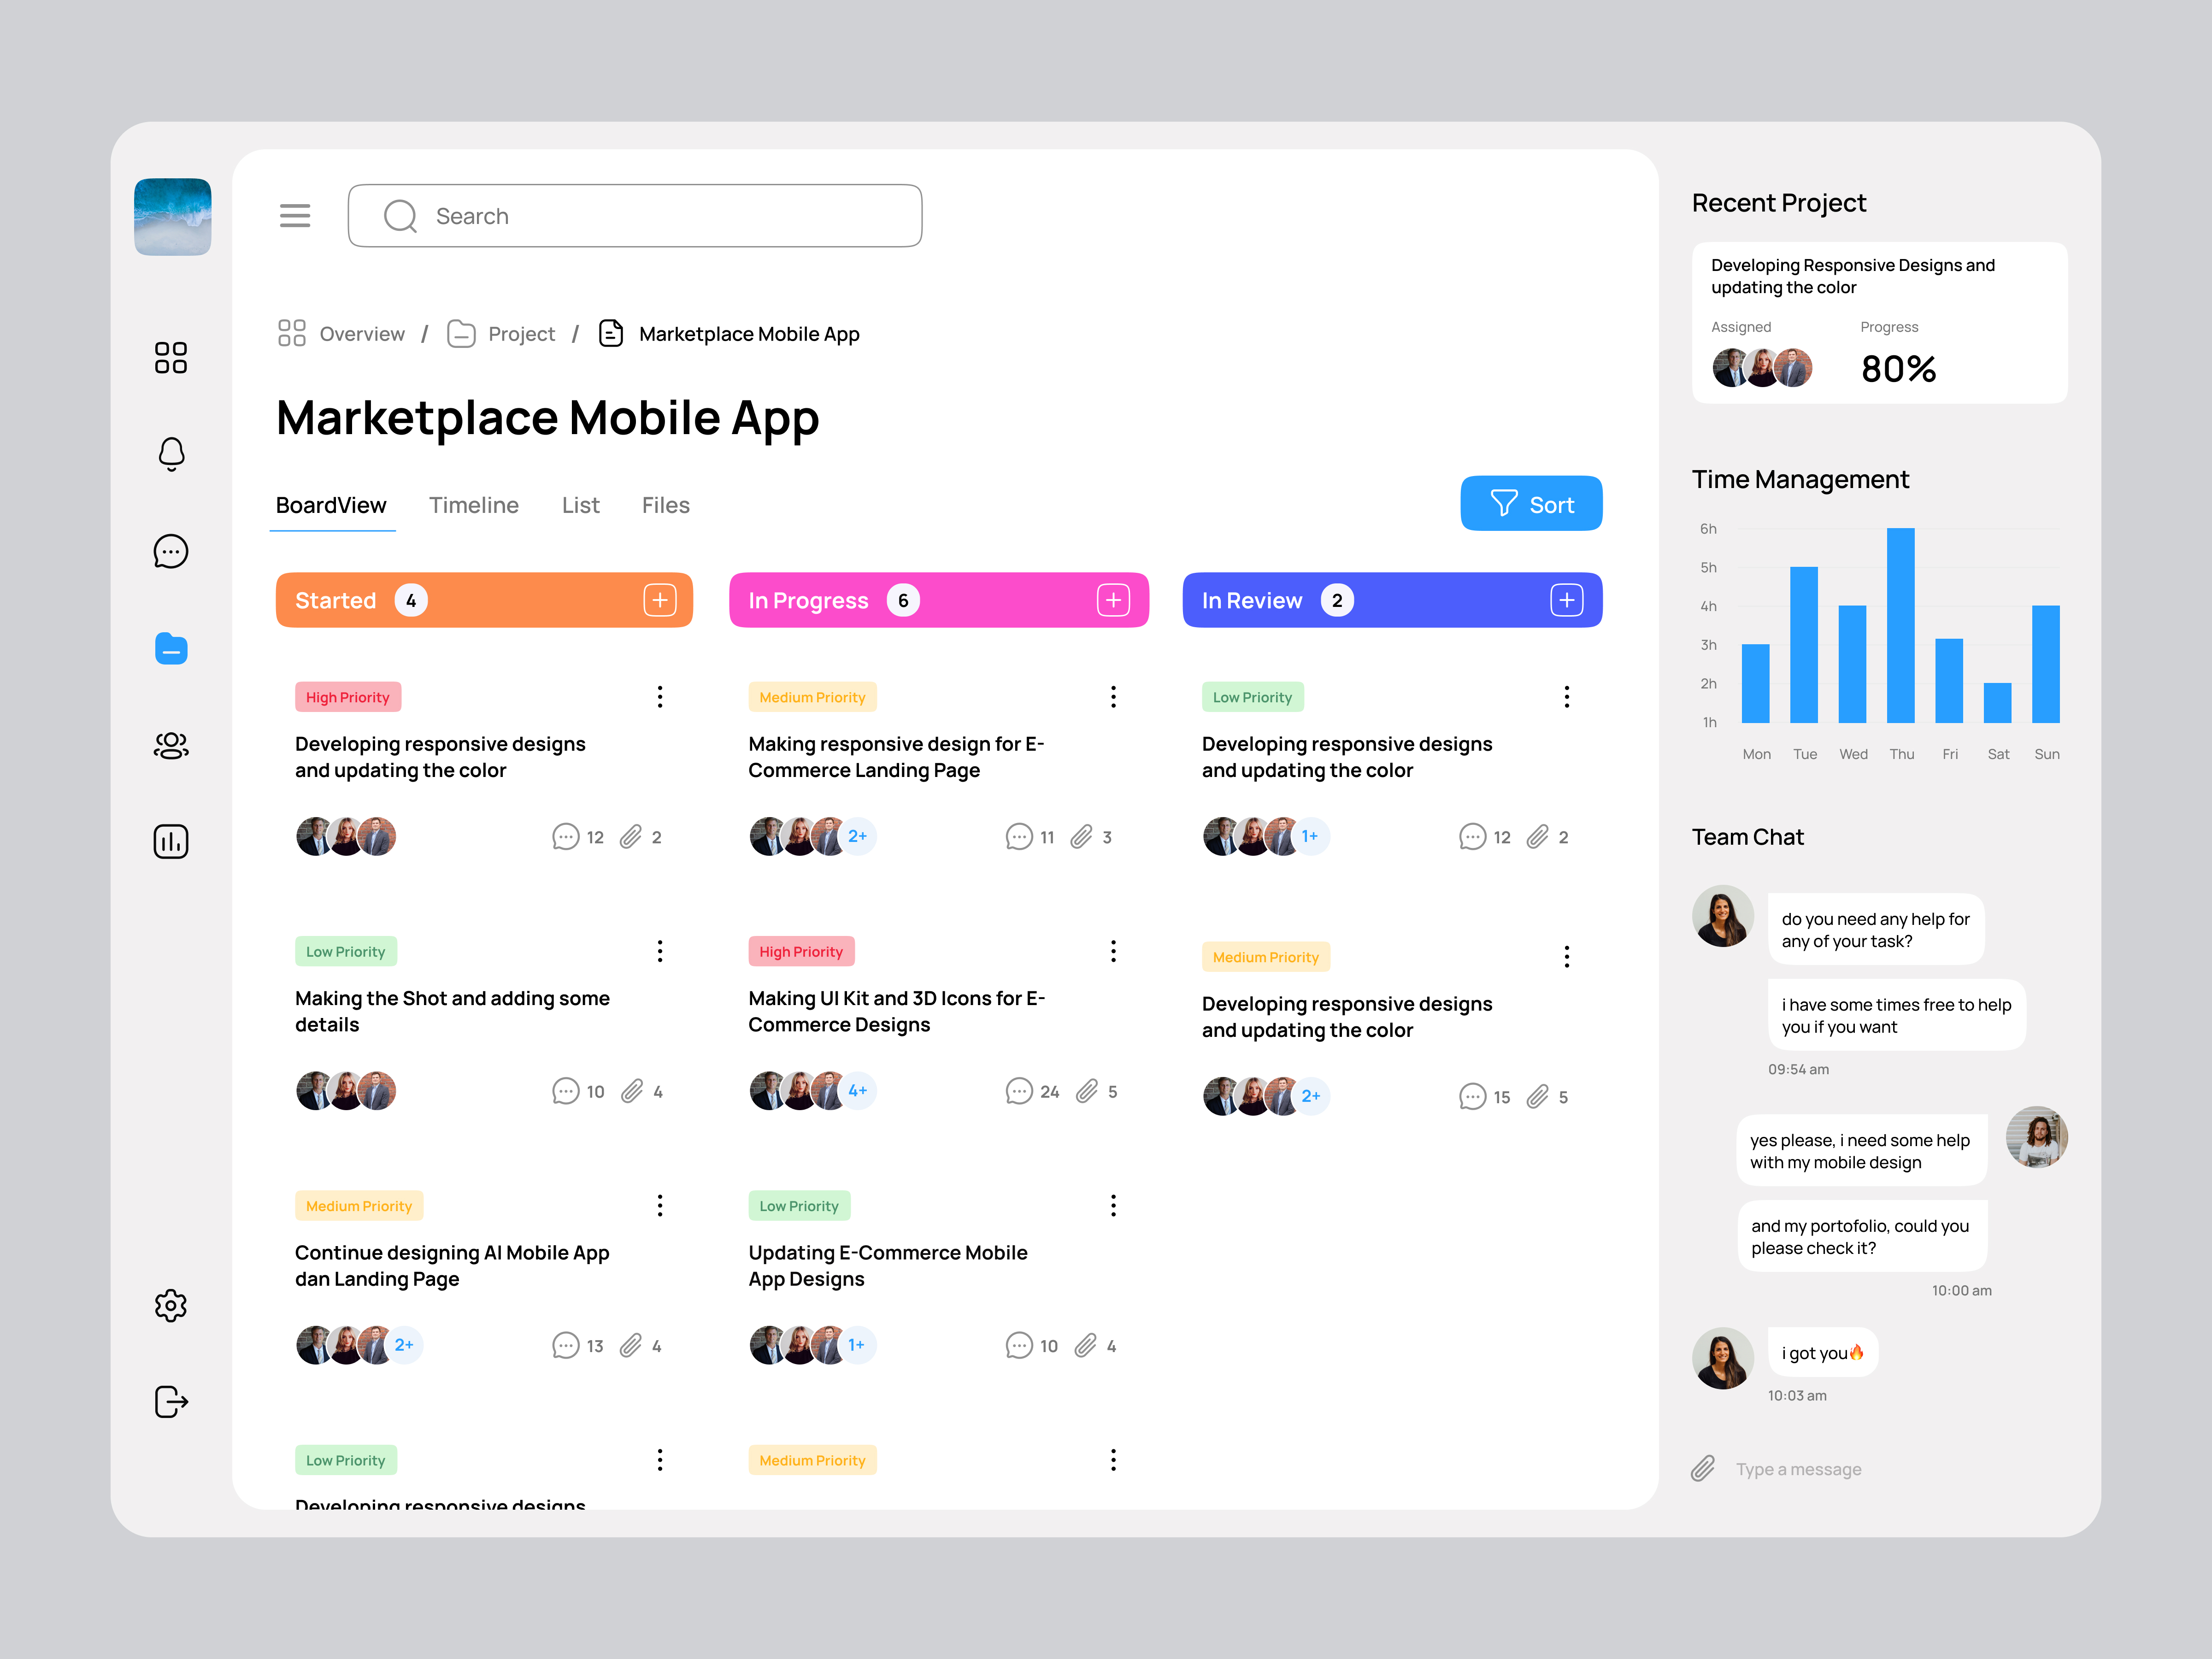 Search
Overview / Project / Marketplace Mobile App
Marketplace Mobile App
BoardView Timeline List Files
Sort
Started 4
High Priority
Developing responsive designs
and updating the color
12 2
Low Priority
Making the Shot and adding some
details
10 4
Medium Priority
Continue designing AI Mobile App
dan Landing Page
2+ 13 4
Low Priority
Developing responsive designs
In Progress 6
Medium Priority
Making responsive design for E-
Commerce Landing Page
2+ 11 3
High Priority
Making UI Kit and 3D Icons for E-
Commerce Designs
4+ 24 5
Low Priority
Updating E-Commerce Mobile
App Designs
1+ 10 4
Medium Priority
In Review 2
Low Priority
Developing responsive designs
and updating the color
1+ 12 2
Medium Priority
Developing responsive designs
and updating the color
2+ 15 5
Recent Project
Developing Responsive Designs and
updating the color
Assigned Progress
80%
Time Management
6h
5h
4h
3h
2h
1h
Mon Tue Wed Thu Fri Sat Sun
Team Chat
do you need any help for
any of your task?
i have some times free to help
you if you want
09:54 am
yes please, i need some help
with my mobile design
and my portofolio, could you
please check it?
10:00 am
i got you🔥
10:03 am
Type a message